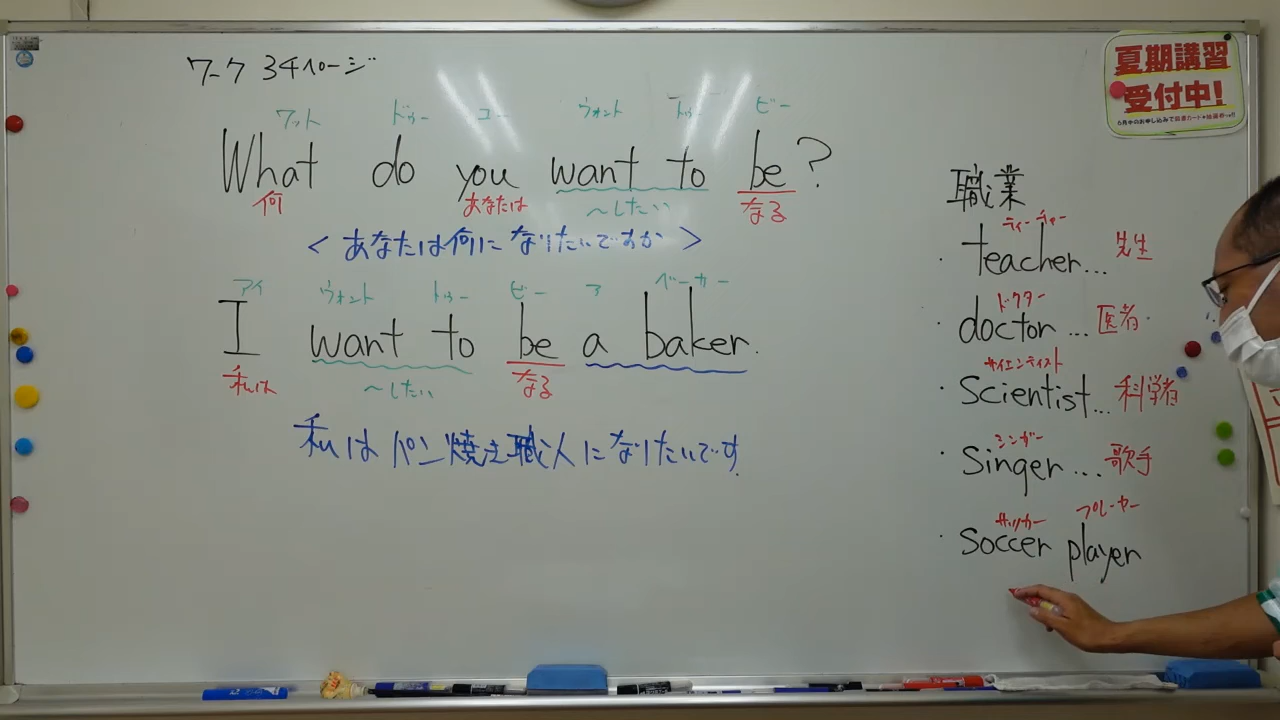 ワーク 34ページ
ワット ドゥー ユー ウォント トゥー ビー
What do you want to be?
何 あなたは 〜したい なる
< あなたは何になりたいですか >
アイ ウォント トゥー ビー ア ベーカー
I want to be a baker.
私は 〜したい なる
私はパン焼き職人になりたいです
職業
ティーチャー
・teacher... 先生
ドクター
・doctor... 医者
サイエンティスト
・scientist... 科学者
シンガー
・singer... 歌手
サッカー プレーヤー
・soccer player
夏期講習
受付中!